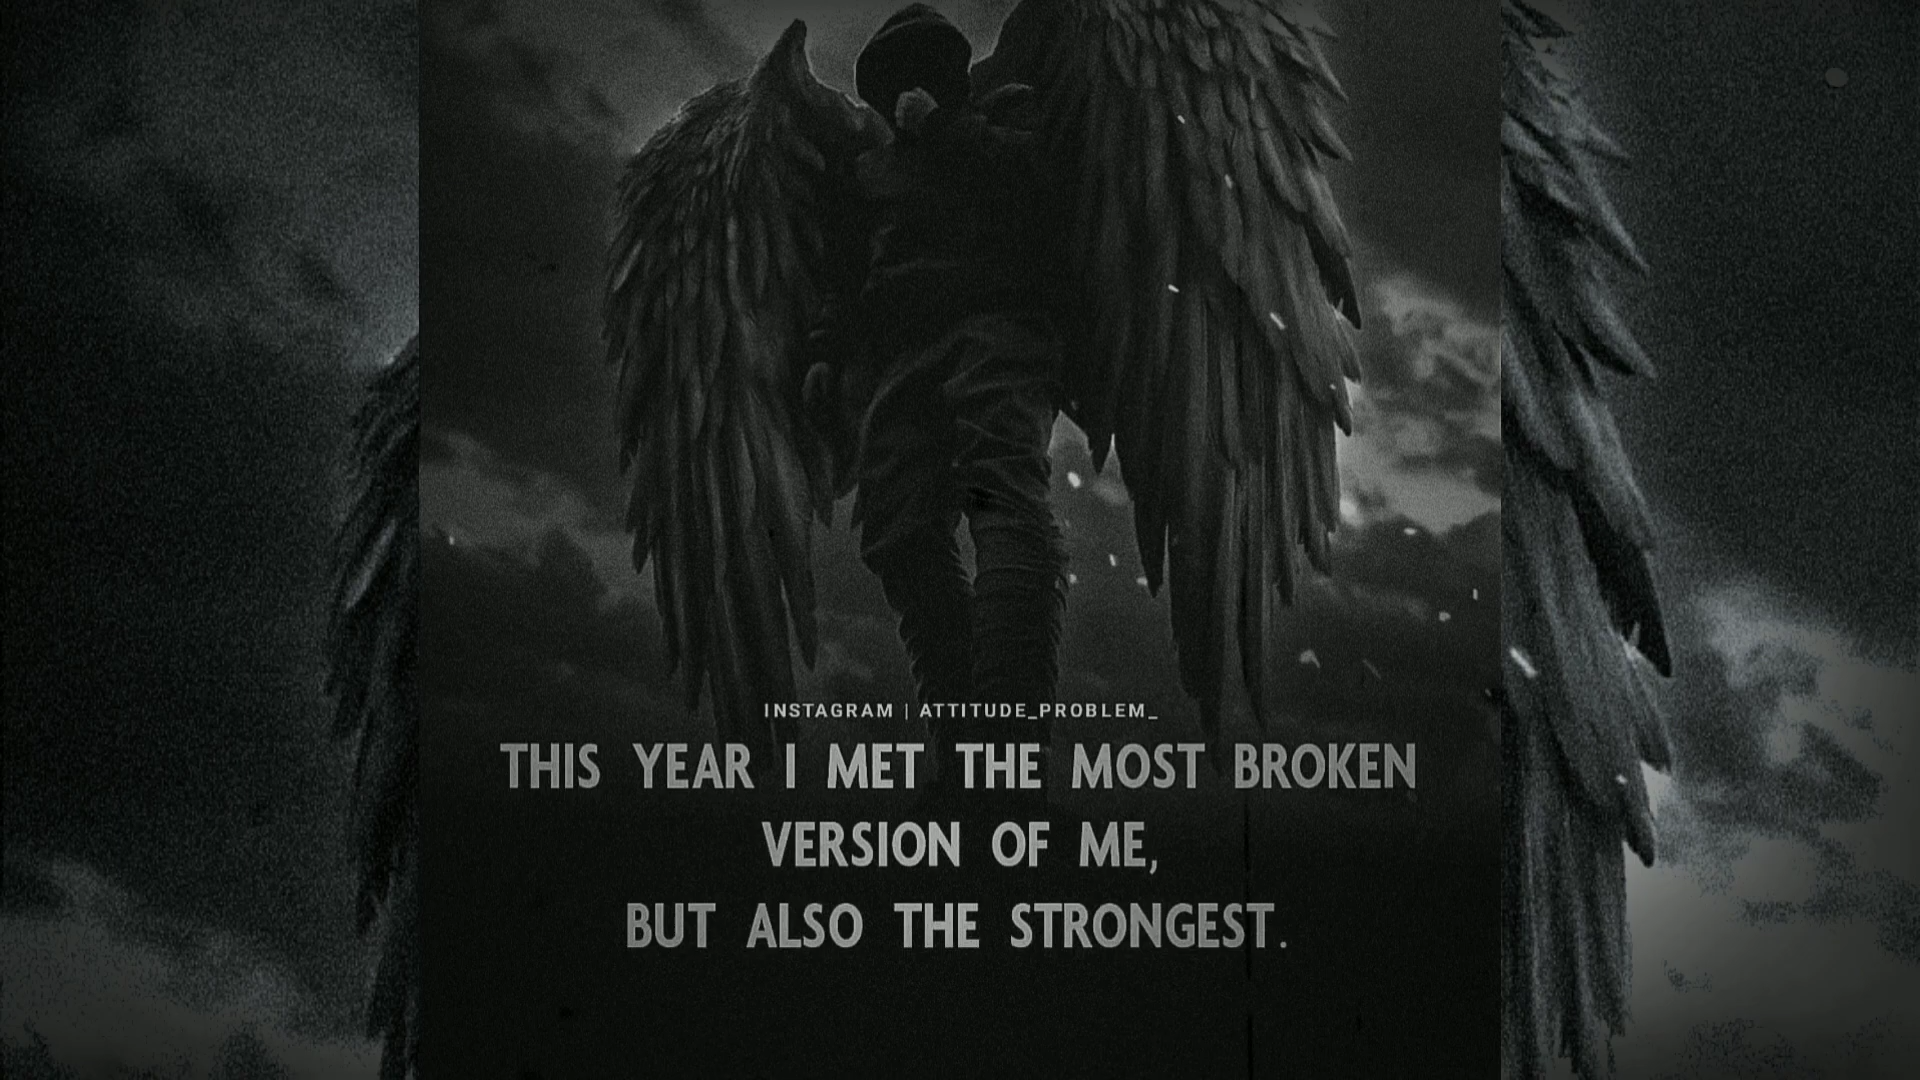 INSTAGRAM | ATTITUDE_PROBLEM_
THIS YEAR I MET THE MOST BROKEN
VERSION OF ME,
BUT ALSO THE STRONGEST.